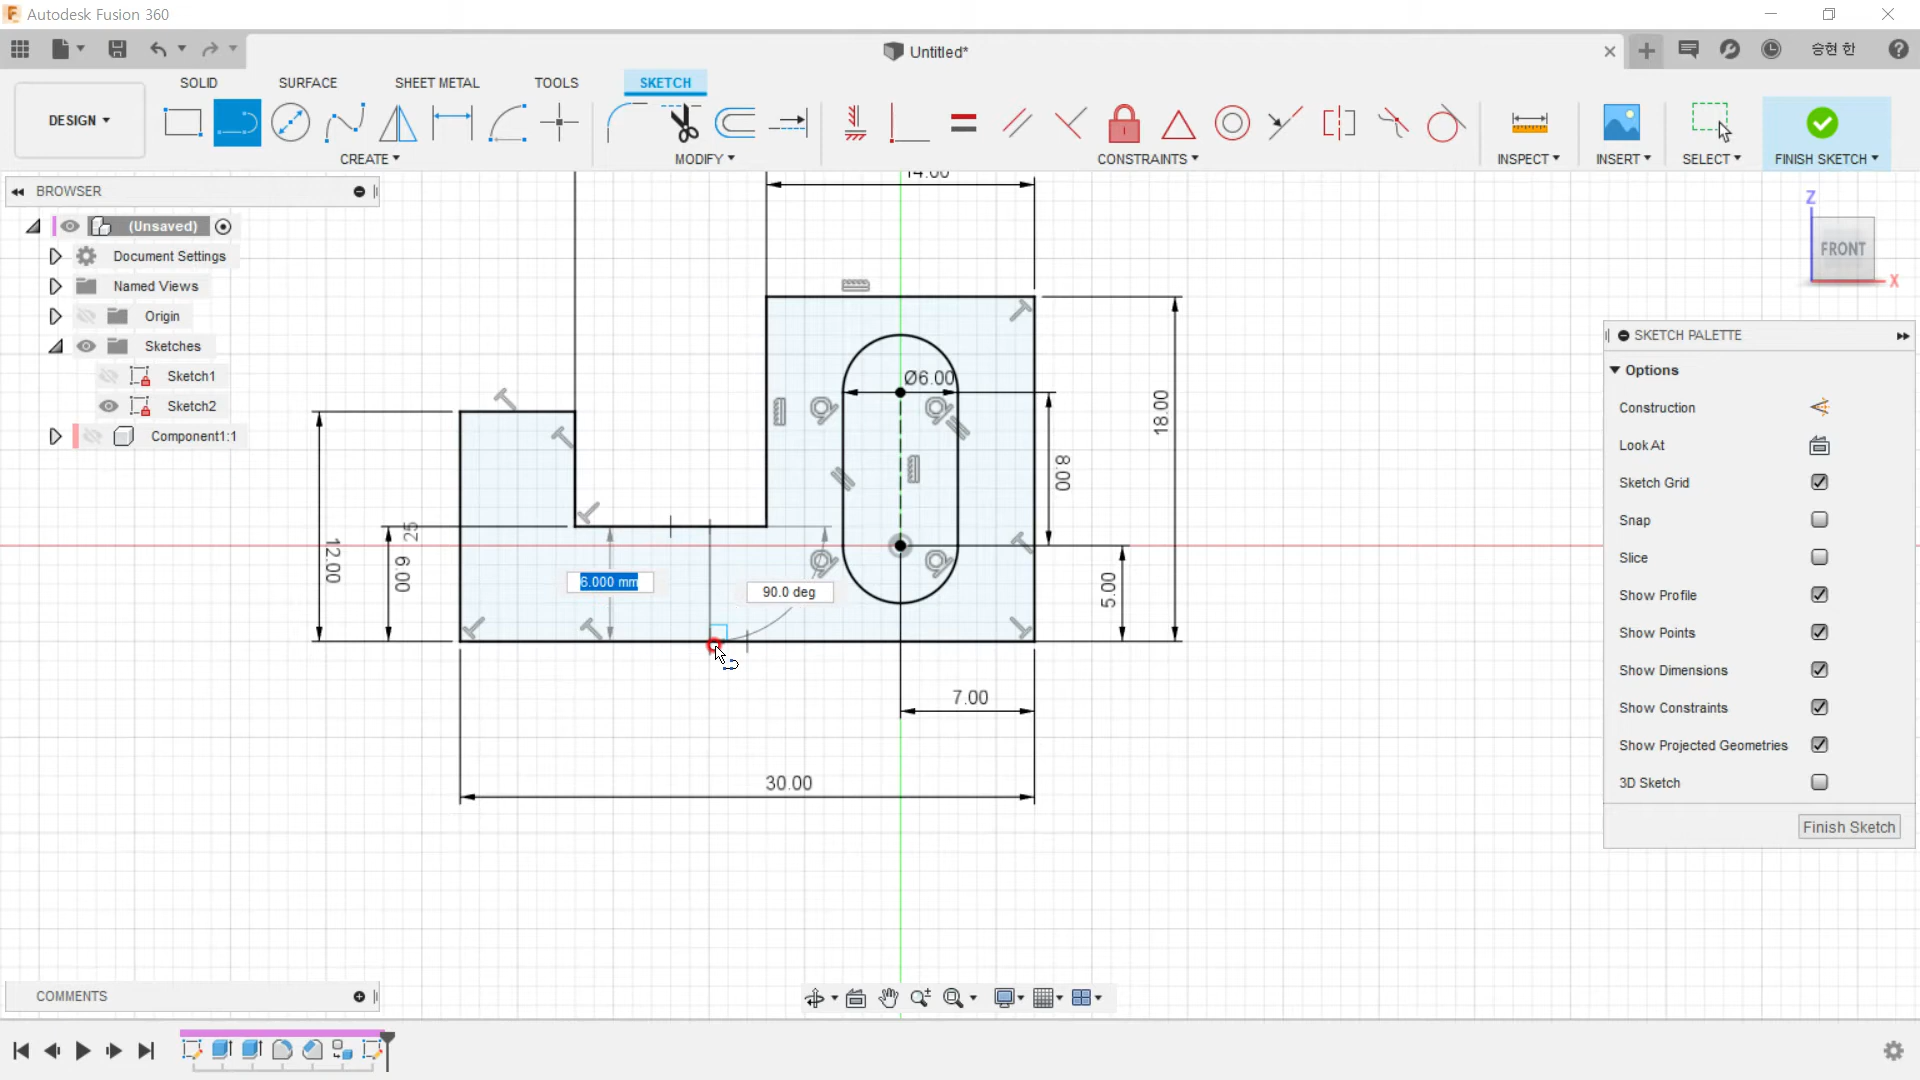 Autodesk Fusion 360
Untitled*
승현 한
SOLID
SURFACE
SHEET METAL
TOOLS
SKETCH
DESIGN
CREATE
MODIFY
CONSTRAINTS
INSPECT
INSERT
SELECT
FINISH SKETCH
BROWSER
(Unsaved)
Document Settings
Named Views
Origin
Sketches
Sketch1
Sketch2
Component1:1
14.00
Z
FRONT
X
Ø6.00
18.00
8.00
25
12.00
6.00
6.000 mm
90.0 deg
5.00
7.00
30.00
SKETCH PALETTE
Options
Construction
Look At
Sketch Grid
Snap
Slice
Show Profile
Show Points
Show Dimensions
Show Constraints
Show Projected Geometries
3D Sketch
Finish Sketch
COMMENTS